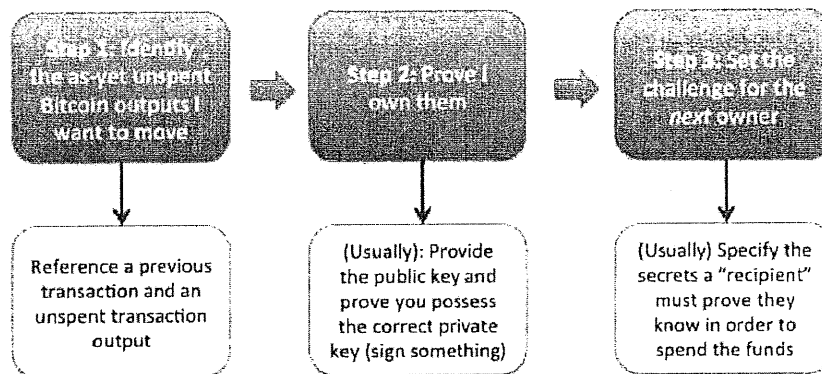 Step 1: Identify
the as-yet unspent
Bitcoin outputs I
want to move
Step 2: Prove I
own them
Step 3: Set the
challenge for the
next owner
Reference a previous
transaction and an
unspent transaction
output
(Usually): Provide
the public key and
prove you possess
the correct private
key (sign something)
(Usually) Specify the
secrets a “recipient”
must prove they
know in order to
spend the funds